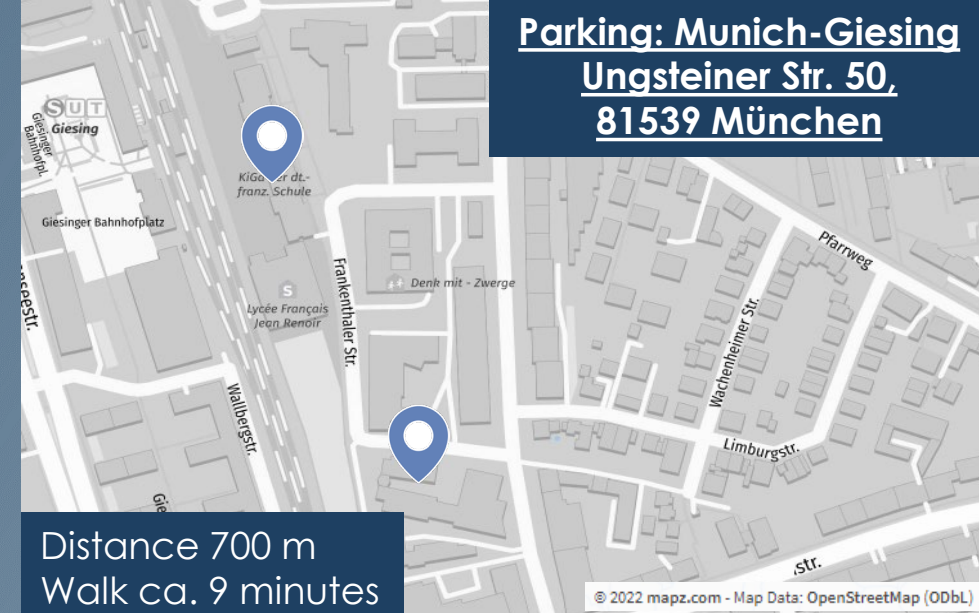 Parking: Munich-Giesing
Ungsteiner Str. 50,
81539 München
SUT
Giesing
Giesinger
Bahnhofpl.
KiGa der dt.-
franz. Schule
Giesinger Bahnhofplatz
Pfarrweg
Frankenthaler Str.
Denk mit - Zwerge
S
Lycée Français
Jean Renoir
Wachenheimer Str.
Wallbergstr.
Limburgstr.
Distance 700 m
Walk ca. 9 minutes
© 2022 mapz.com - Map Data: OpenStreetMap (ODbL)